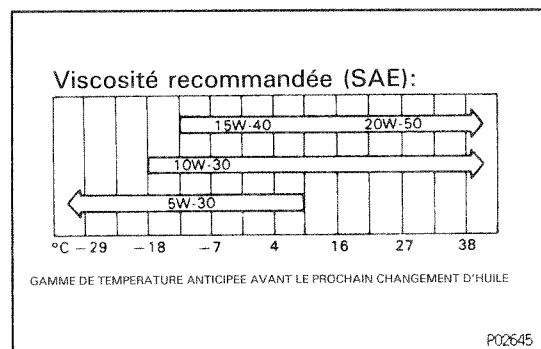 Viscosité recommandée (SAE):
15W-40 20W-50
10W-30
5W-30
°C -29 -18 -7 4 16 27 38
GAMME DE TEMPERATURE ANTICIPEE AVANT LE PROCHAIN CHANGEMENT D'HUILE
P02645